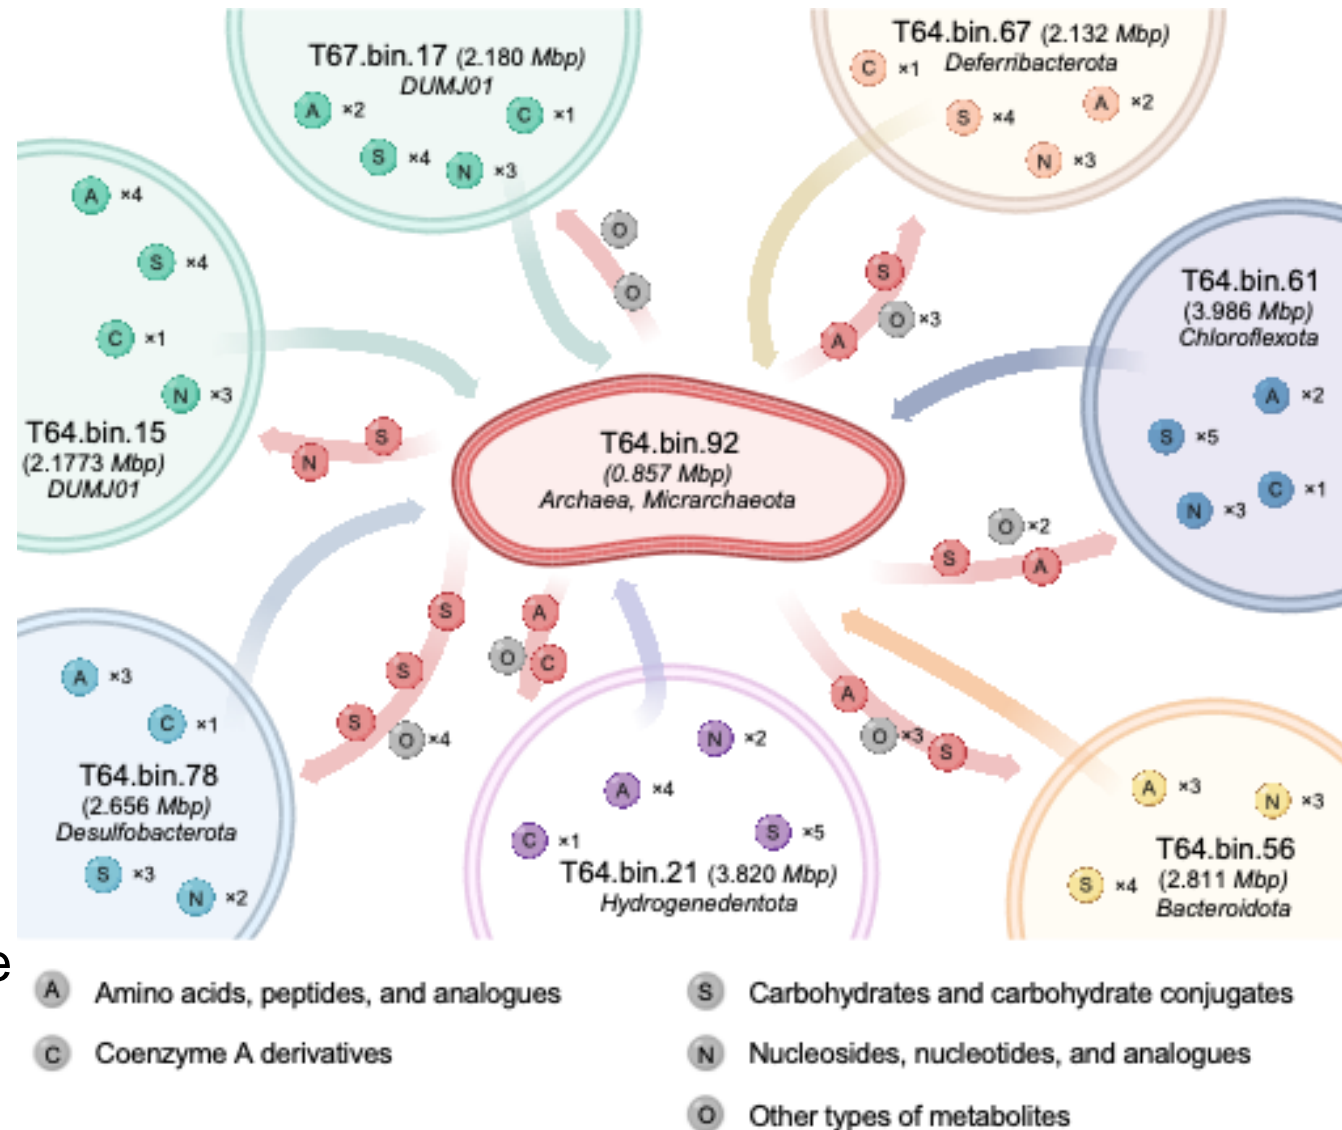 T67.bin.17 (2.180 Mbp)
DUMJ01
A ×2
C ×1
S ×4
N ×3
T64.bin.67 (2.132 Mbp)
Deferribacterota
C ×1
S ×4
A ×2
N ×3
A ×4
S ×4
C ×1
N ×3
T64.bin.15
(2.1773 Mbp)
DUMJ01
O
O
S
O ×3
A
T64.bin.61
(3.986 Mbp)
Chloroflexota
A ×2
S ×5
C ×1
N ×3
S
N
T64.bin.92
(0.857 Mbp)
Archaea, Micrarchaeota
O ×2
S
A
S
S
S
O ×4
A
O
C
A
O ×3
S
A ×3
C ×1
T64.bin.78
(2.656 Mbp)
Desulfobacterota
S ×3
N ×2
N ×2
A ×4
C ×1
S ×5
T64.bin.21 (3.820 Mbp)
Hydrogenedentota
A ×3
N ×3
T64.bin.56
S ×4
(2.811 Mbp)
Bacteroidota
e
A Amino acids, peptides, and analogues
S Carbohydrates and carbohydrate conjugates
C Coenzyme A derivatives
N Nucleosides, nucleotides, and analogues
O Other types of metabolites